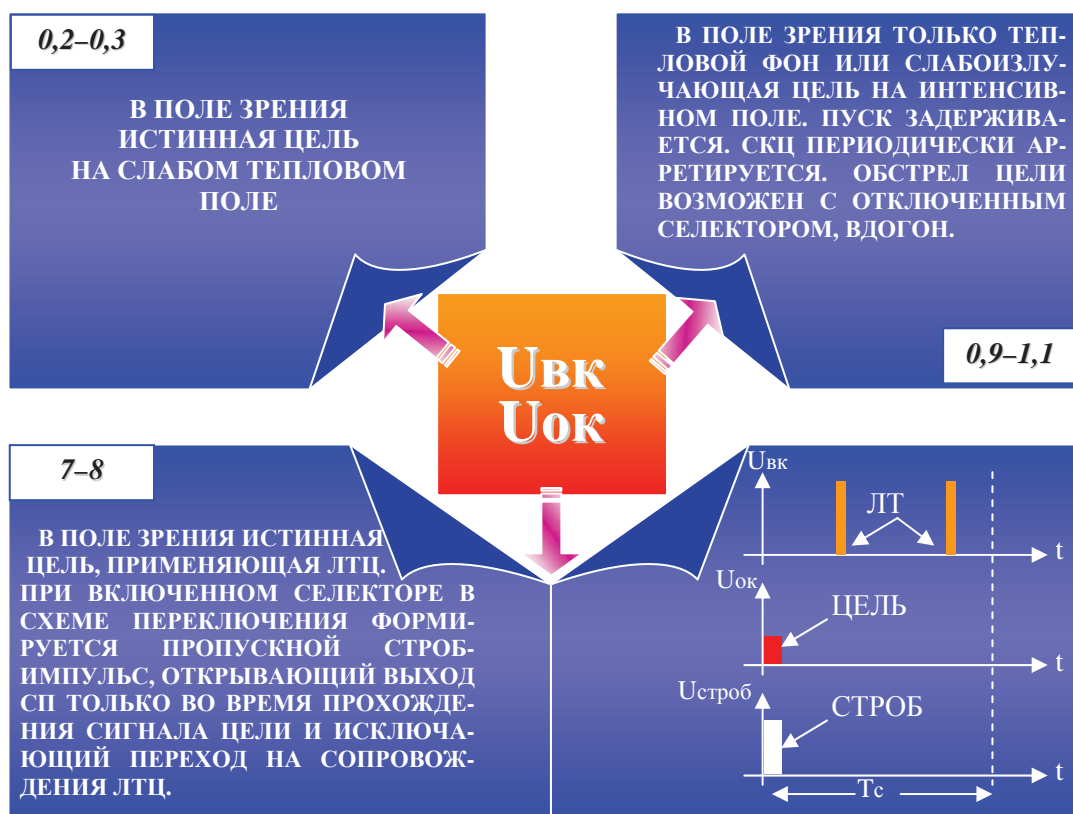 0,2–0,3
В ПОЛЕ ЗРЕНИЯ
ИСТИННАЯ ЦЕЛЬ
НА СЛАБОМ ТЕПЛОВОМ
ПОЛЕ
В ПОЛЕ ЗРЕНИЯ ТОЛЬКО ТЕП-
ЛОВОЙ ФОН ИЛИ СЛАБОИЗЛУ-
ЧАЮЩАЯ ЦЕЛЬ НА ИНТЕНСИВ-
НОМ ПОЛЕ. ПУСК ЗАДЕРЖИВА-
ЕТСЯ. СКЦ ПЕРИОДИЧЕСКИ АР-
РЕТИРУЕТСЯ. ОБСТРЕЛ ЦЕЛИ
ВОЗМОЖЕН С ОТКЛЮЧЕННЫМ
СЕЛЕКТОРОМ, ВДОГОН.
0,9–1,1
Uвк
Uок
7–8
В ПОЛЕ ЗРЕНИЯ ИСТИННАЯ
ЦЕЛЬ, ПРИМЕНЯЮЩАЯ ЛТЦ.
ПРИ ВКЛЮЧЕННОМ СЕЛЕКТОРЕ В
СХЕМЕ ПЕРЕКЛЮЧЕНИЯ ФОРМИ-
РУЕТСЯ ПРОПУСКНОЙ СТРОБ-
ИМПУЛЬС, ОТКРЫВАЮЩИЙ ВЫХОД
СП ТОЛЬКО ВО ВРЕМЯ ПРОХОЖДЕ-
НИЯ СИГНАЛА ЦЕЛИ И ИСКЛЮЧА-
ЮЩИЙ ПЕРЕХОД НА СОПРОВОЖ-
ДЕНИЯ ЛТЦ.
Uвк
ЛТ
t
Uок
ЦЕЛЬ
t
Uстроб
СТРОБ
t
Тс